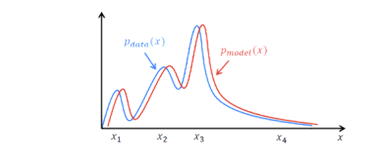 p_data(x)
p_model(x)
x_1 x_2 x_3 x_4 x